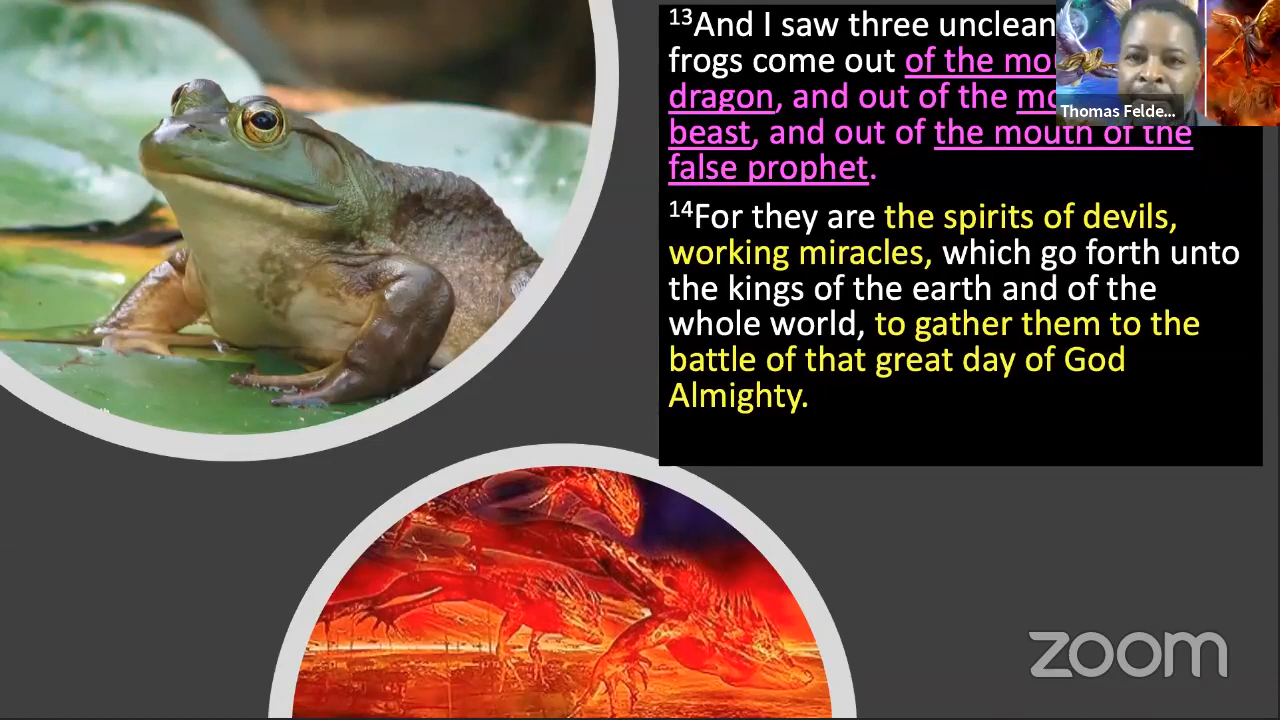 13And I saw three unclean
frogs come out of the
dragon, and out of the
beast, and out of the mouth of the
false prophet.
14For they are the spirits of devils,
working miracles, which go forth unto
the kings of the earth and of the
whole world, to gather them to the
battle of that great day of God
Almighty.
Thomas Felde...
zoom